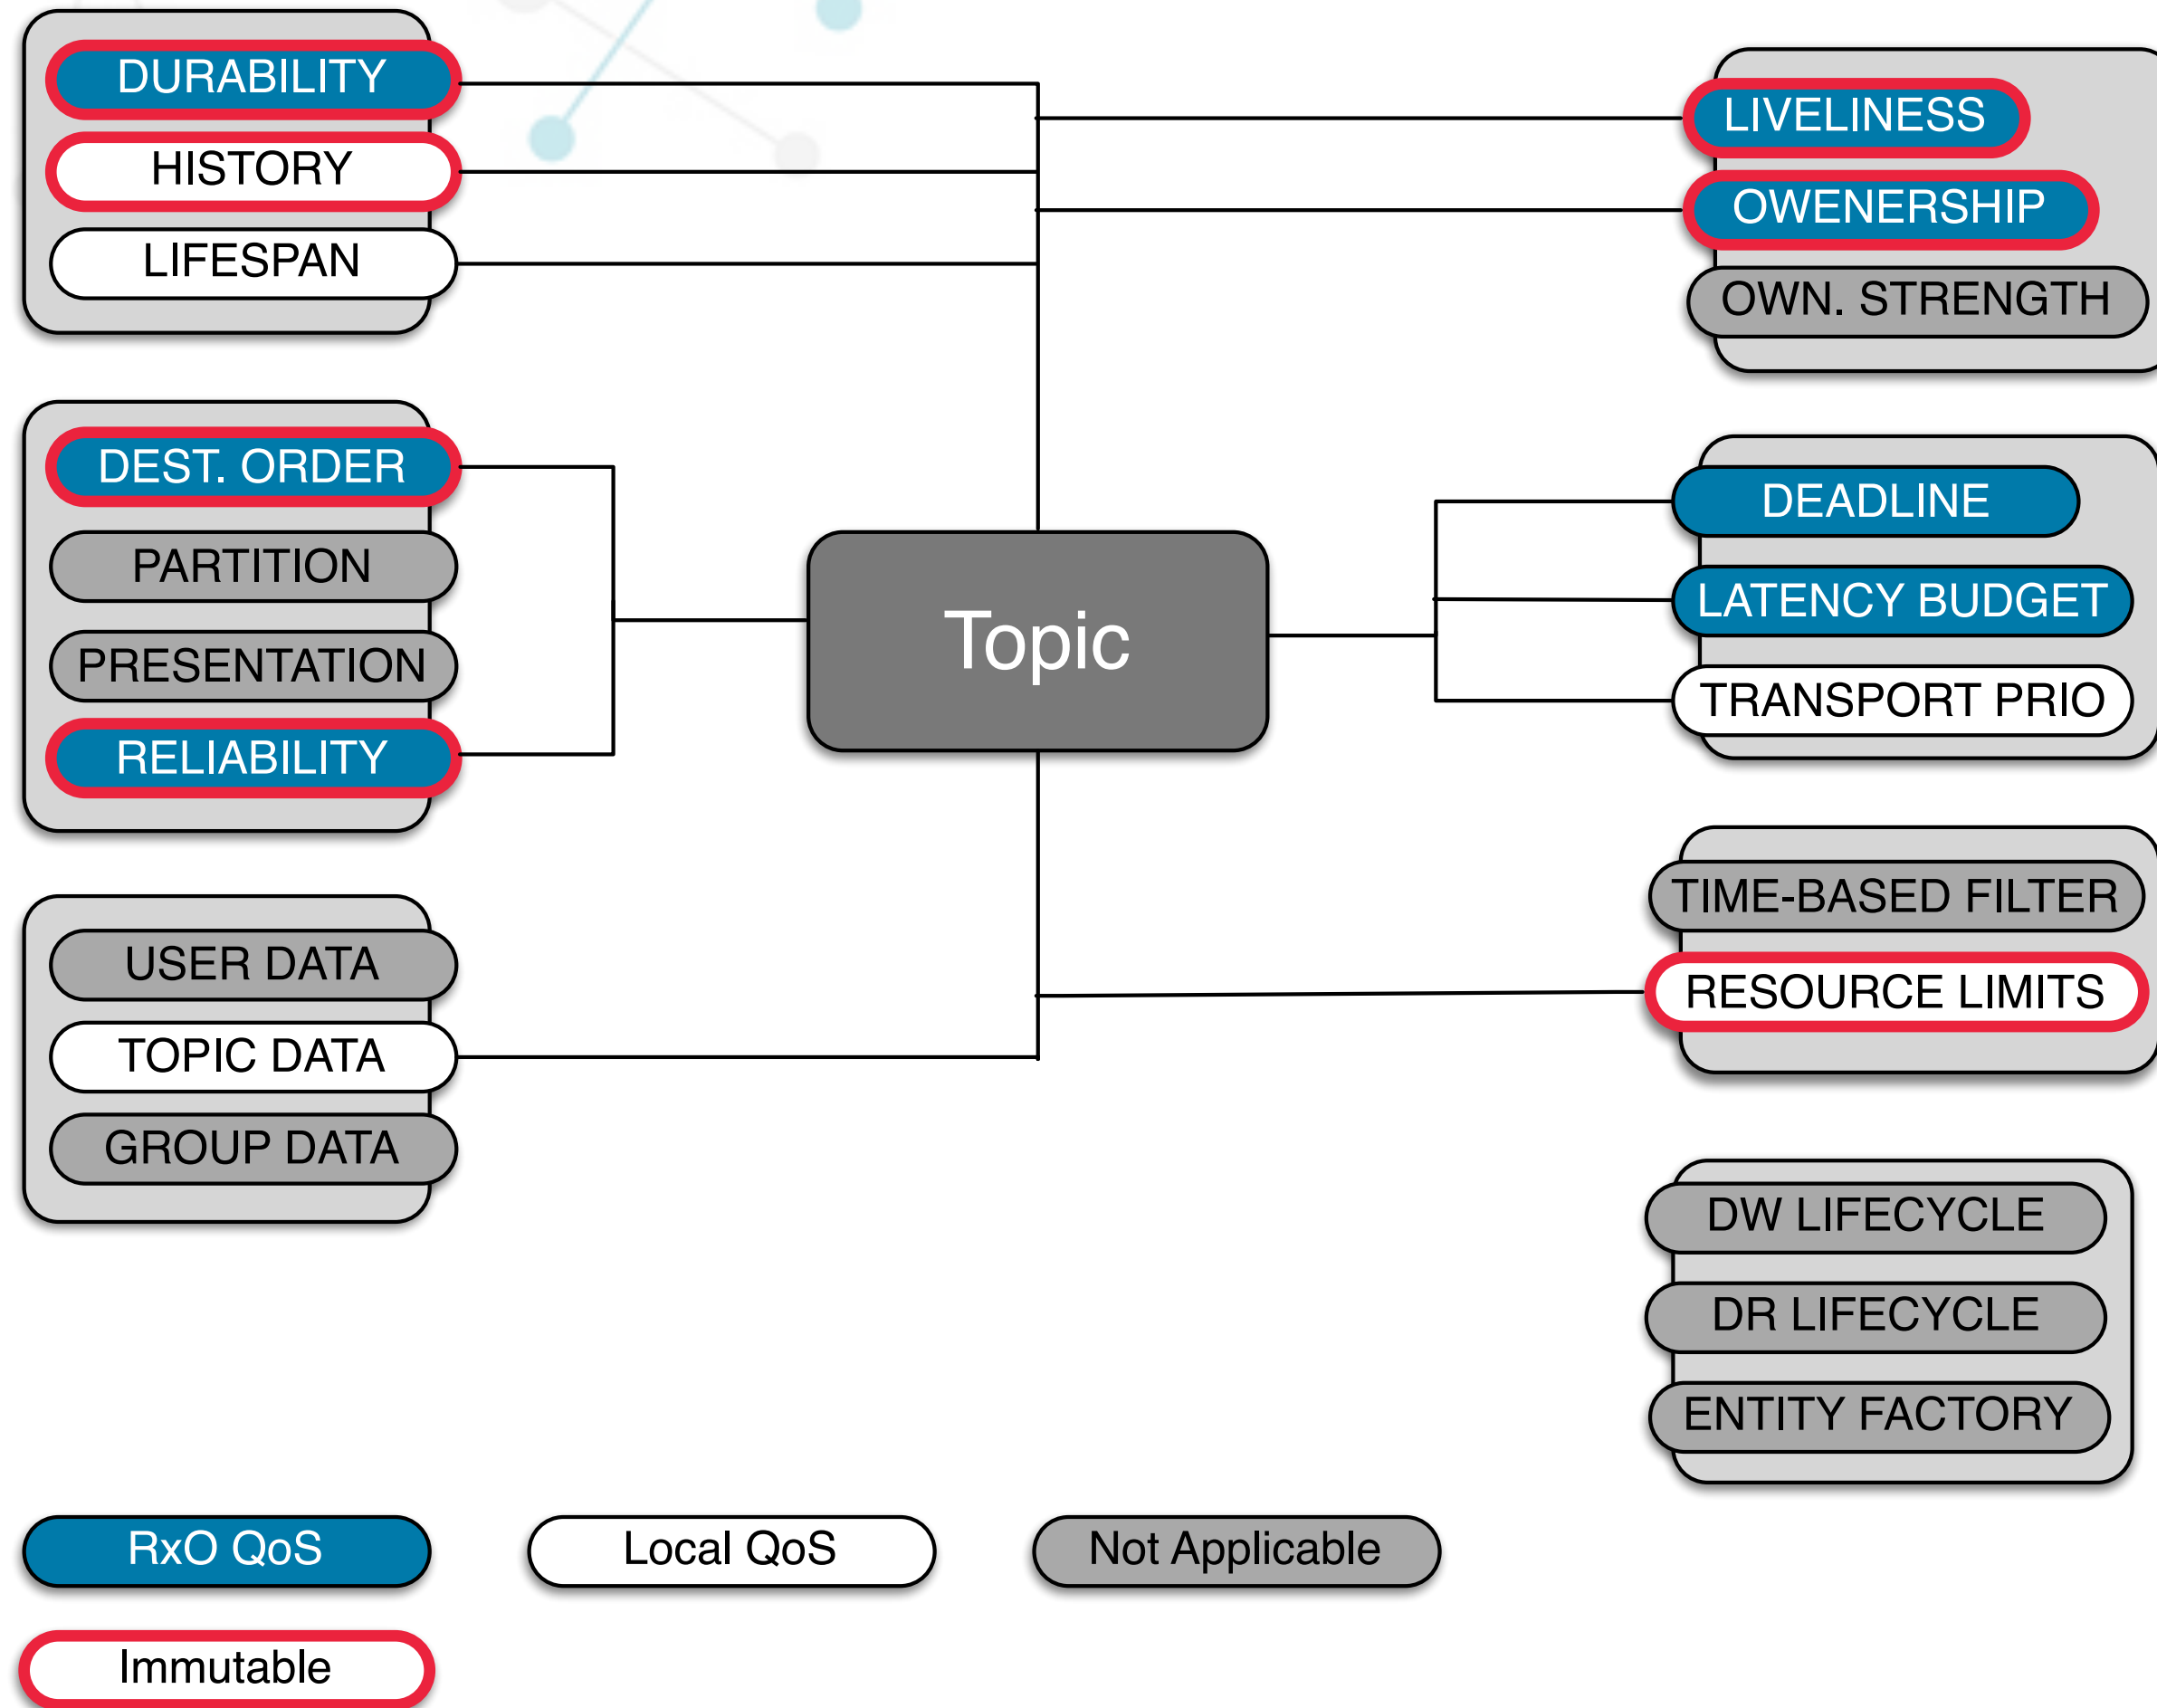 DURABILITY
HISTORY
LIFESPAN
DEST. ORDER
PARTITION
PRESENTATION
RELIABILITY
USER DATA
TOPIC DATA
GROUP DATA
Topic
LIVELINESS
OWENERSHIP
OWN. STRENGTH
DEADLINE
LATENCY BUDGET
TRANSPORT PRIO
TIME-BASED FILTER
RESOURCE LIMITS
DW LIFECYCLE
DR LIFECYCLE
ENTITY FACTORY
RxO QoS
Local QoS
Not Applicable
Immutable